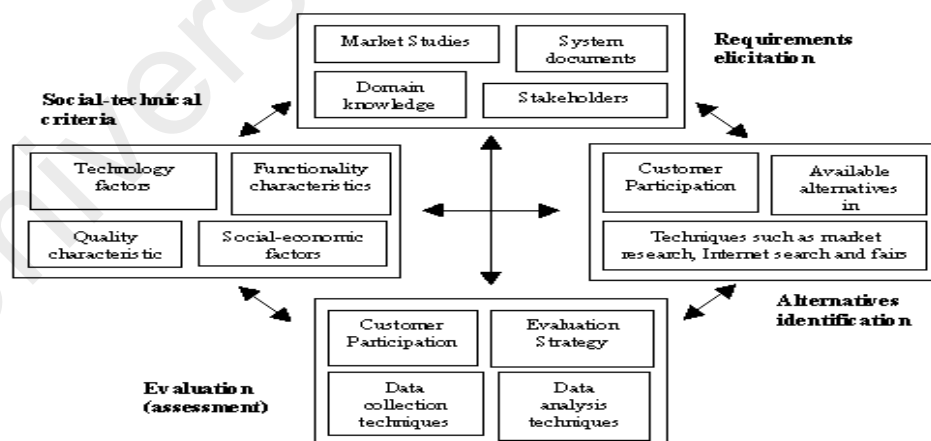 Market Studies
System
documents
Domain
knowledge
Stakeholders
Requirements
elicitation
Social-technical
criteria
Technology
factors
Functionality
characteristics
Quality
characteristic
Social-economic
factors
Customer
Participation
Available
alternatives
in
Techniques such as market
research, Internet search and fairs
Alternatives
identification
Customer
Participation
Evaluation
Strategy
Data
collection
techniques
Data
analysis
techniques
Evaluation
(assessment)